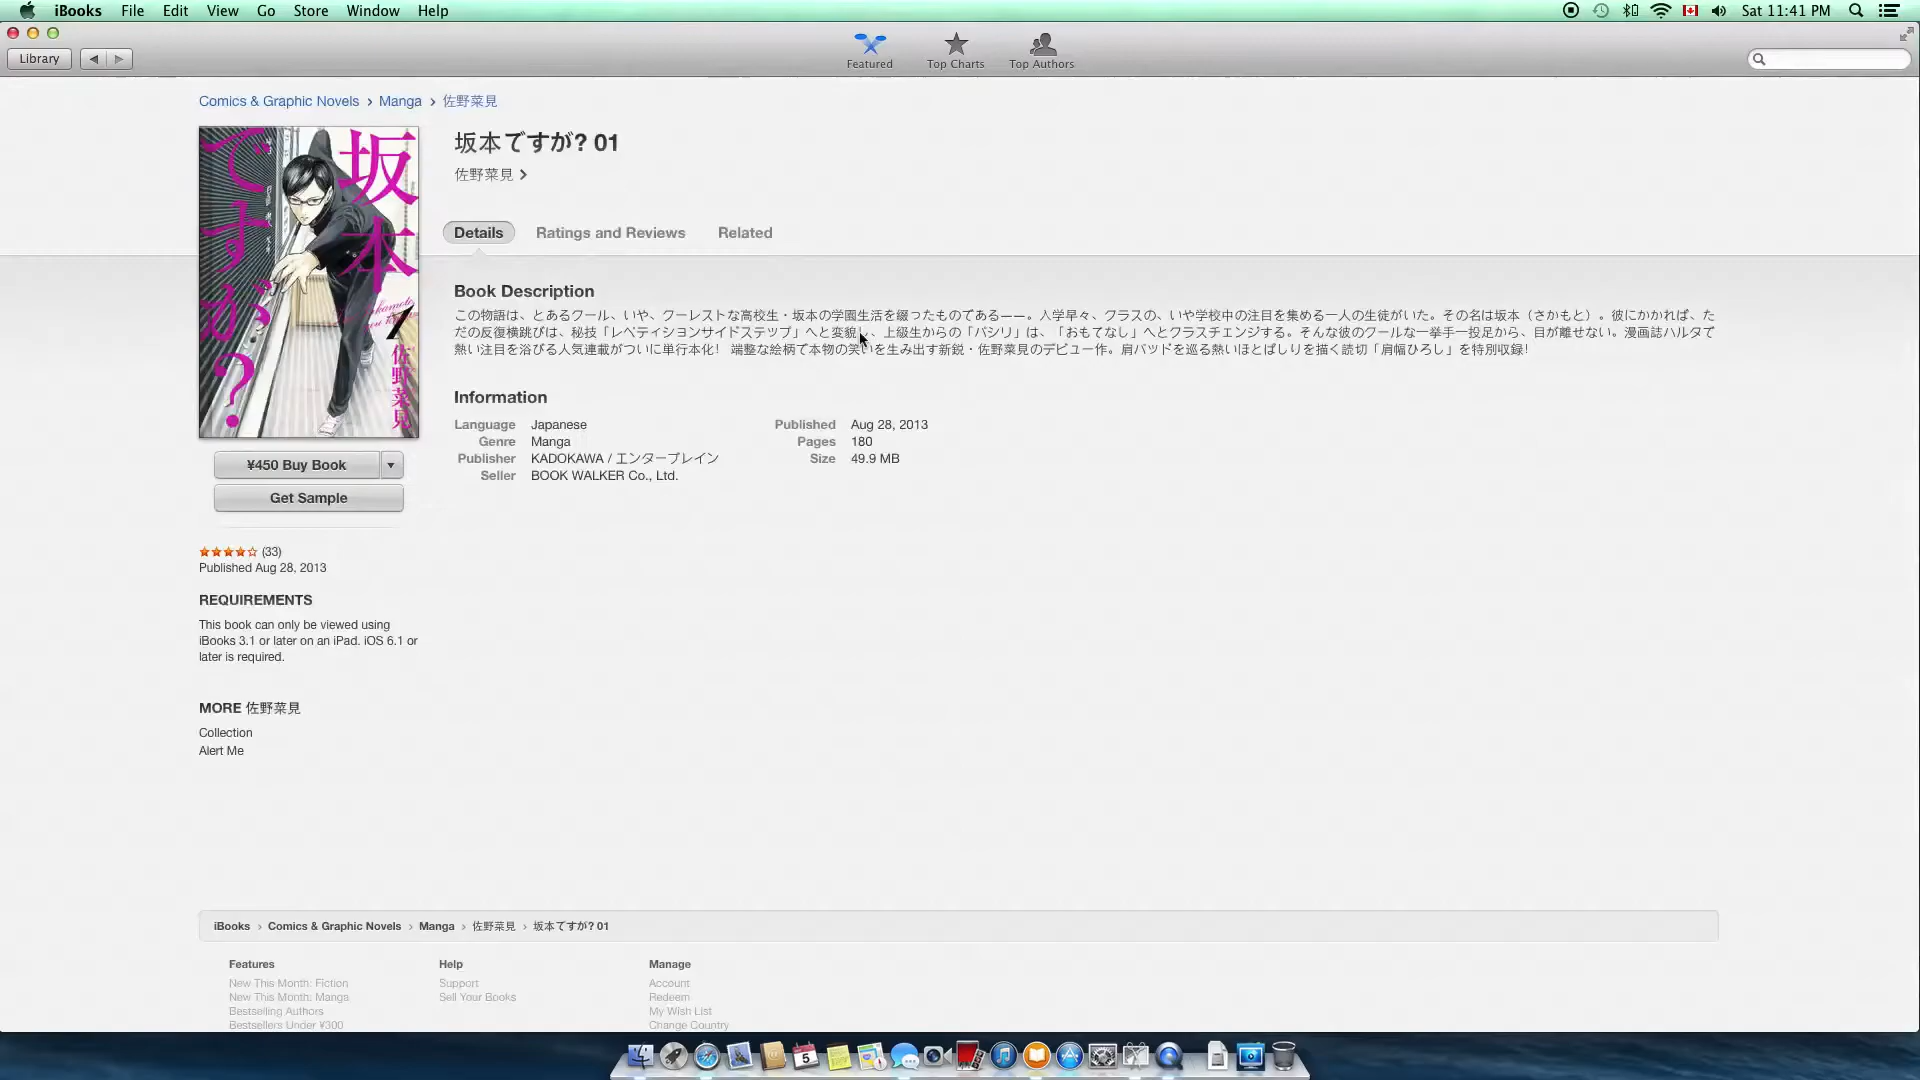 iBooks File Edit View Go Store Window Help
Sat 11:41 PM
Library
Featured
Top Charts
Top Authors
Comics & Graphic Novels › Manga › 佐野菜見
坂本ですが? 01
佐野菜見
坂本ですが?
佐野菜見
Details Ratings and Reviews Related
Book Description
この物語は、とあるクール、いや、クーレストな高校生・坂本の学園生活を綴ったものである――。入学早々、クラスの、いや学校中の注目を集める一人の生徒がいた。その名は坂本（さかもと）。彼にかかれば、た
だの反復横跳びは、秘技「レペティションサイドステップ」へと変貌し、上級生からの「パシリ」は、「おもてなし」へとクラスチェンジする。そんな彼のクールな一挙手一投足から、目が離せない。漫画誌ハルタで
熱い注目を浴びる人気連載がついに単行本化! 端整な絵柄で本物の笑いを生み出す新鋭・佐野菜見のデビュー作。肩パッドを巡る熱いほとばしりを描く読切「肩幅ひろし」を特別収録!
Information
Language Japanese
Genre Manga
Publisher KADOKAWA / エンターブレイン
Seller BOOK WALKER Co., Ltd.
Published Aug 28, 2013
Pages 180
Size 49.9 MB
¥450 Buy Book
Get Sample
(33)
Published Aug 28, 2013
REQUIREMENTS
This book can only be viewed using
iBooks 3.1 or later on an iPad. iOS 6.1 or
later is required.
MORE 佐野菜見
Collection
Alert Me
iBooks › Comics & Graphic Novels › Manga › 佐野菜見 › 坂本ですが? 01
Features
New This Month: Fiction
New This Month: Manga
Bestselling Authors
Bestsellers Under ¥300
Help
Support
Sell Your Books
Manage
Account
Redeem
My Wish List
Change Country
5